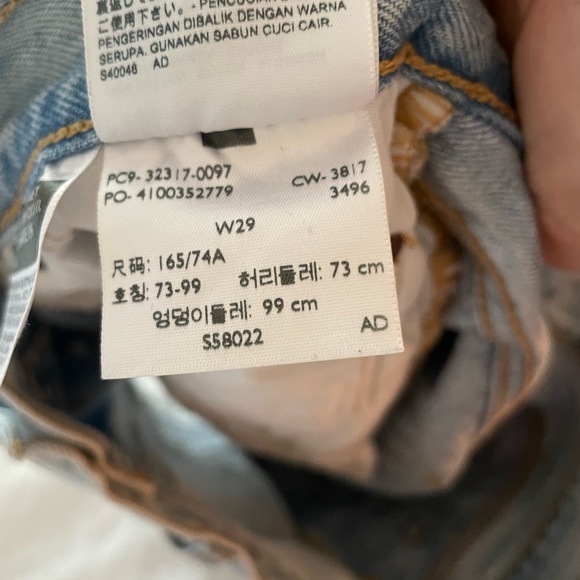 ご使用下さい。
PENGERINGAN DIBALIK DENGAN WARNA
SERUPA. GUNAKAN SABUN CUCI CAIR.
S40048 AD
PC9- 32317-0097
PO- 4100352779
CW- 3817
3496
W29
尺码: 165/74A
호칭: 73-99 허리둘레: 73 cm
엉덩이둘레: 99 cm
S58022
AD